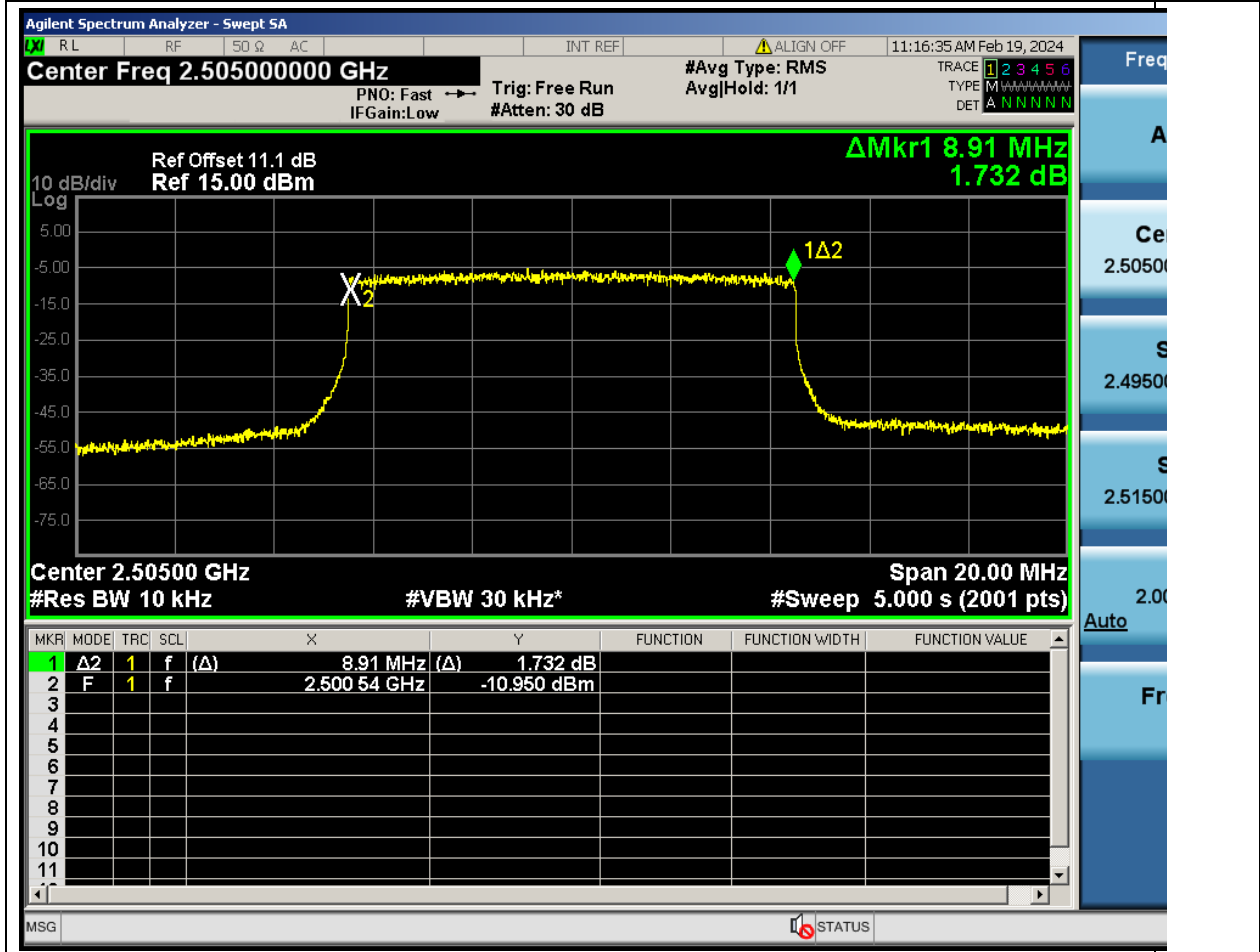 Agilent Spectrum Analyzer - Swept SA
LXI RL RF 50 Ω AC INT REF ALIGN OFF 11:16:35 AM Feb 19, 2024
Center Freq 2.505000000 GHz
PNO: Fast
IFGain:Low
Trig: Free Run
#Atten: 30 dB
#Avg Type: RMS
Avg|Hold: 1/1
TRACE 1 2 3 4 5 6
TYPE M
DET A N N N N N
ΔMkr1 8.91 MHz
1.732 dB
Ref Offset 11.1 dB
10 dB/div Ref 15.00 dBm
Log
5.00
-5.00
-15.0
-25.0
-35.0
-45.0
-55.0
-65.0
-75.0
1Δ2
2
Center 2.50500 GHz Span 20.00 MHz
#Res BW 10 kHz #VBW 30 kHz* #Sweep 5.000 s (2001 pts)
MKR MODE TRC SCL X Y FUNCTION FUNCTION WIDTH FUNCTION VALUE
1 Δ2 1 f (Δ) 8.91 MHz (Δ) 1.732 dB
2 F 1 f 2.500 54 GHz -10.950 dBm
3
4
5
6
7
8
9
10
11
MSG STATUS
Freq
A
Ce
2.5050
S
2.4950
S
2.5150
2.00
Auto
Fr